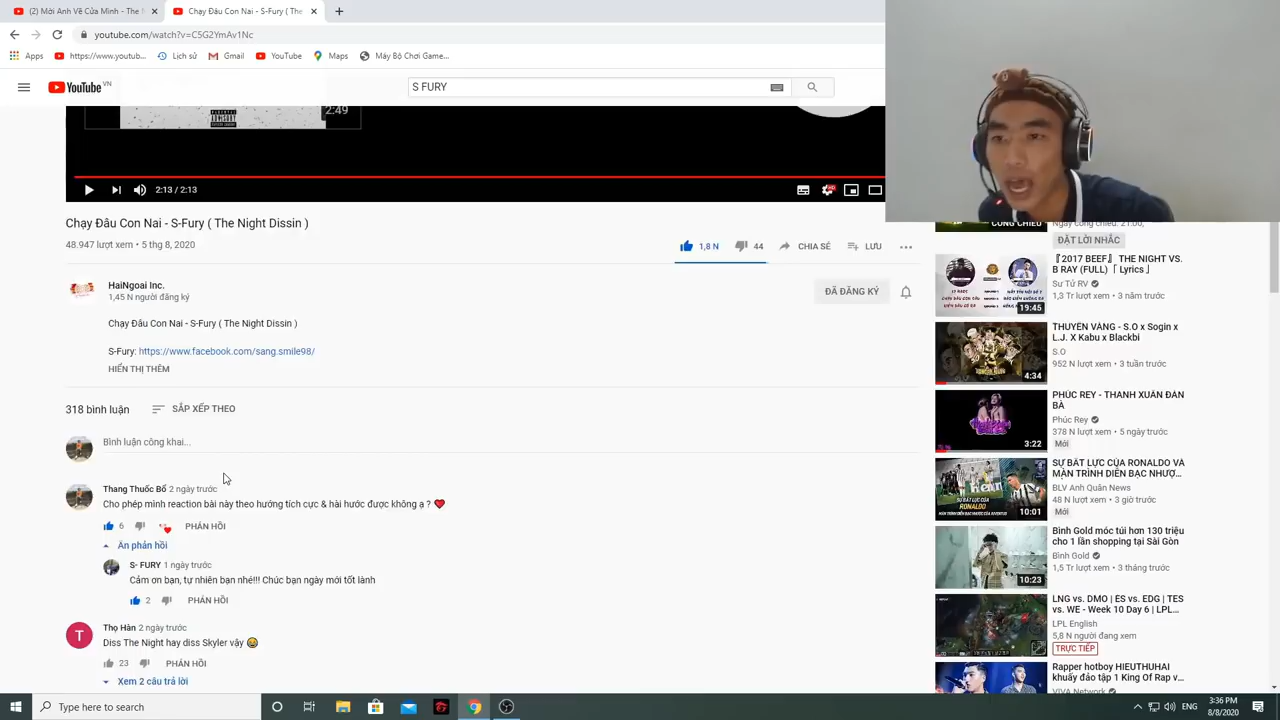 (2) Mời Anh Về Của Mình - The
Chạy Đâu Con Nai - S-Fury ( The
youtube.com/watch?v=C5G2YmAv1Nc
Apps
https://www.youtub...
Lịch sử
Gmail
YouTube
Maps
Máy Bộ Chơi Game...
YouTube VN
S FURY
2:49
2:13 / 2:13
Chạy Đâu Con Nai - S-Fury ( The Night Dissin )
48.947 lượt xem • 5 thg 8, 2020
1,8 N
44
CHIA SẺ
LƯU
HaiNgoai Inc.
1,45 N người đăng ký
ĐÃ ĐĂNG KÝ
Chạy Đâu Con Nai - S-Fury ( The Night Dissin )
S-Fury: https://www.facebook.com/sang.smile98/
HIỂN THỊ THÊM
318 bình luận
SẮP XẾP THEO
Bình luận công khai...
Thang Thuốc Bổ 2 ngày trước
Cho phép mình reaction bài này theo hướng tích cực & hài hước được không ạ ? ❤️
6
PHẢN HỒI
Ẩn phản hồi
S- FURY 1 ngày trước
Cảm ơn bạn, tự nhiên bạn nhé!!! Chúc bạn ngày mới tốt lành
2
PHẢN HỒI
T
Thọ Hàn 2 ngày trước
Diss The Night hay diss Skyler vậy 😂
23
PHẢN HỒI
Xem 2 câu trả lời
CÔNG CHIẾU
Ngày công chiếu: 21:00,
ĐẶT LỜI NHẮC
『2017 BEEF』 THE NIGHT VS.
B RAY (FULL)「 Lyrics 」
Sư Tử RV
1,3 Tr lượt xem • 3 năm trước
19:45
THUYỀN VÀNG - S.O x Sogin x
L.J. X Kabu x Blackbi
S.O
952 N lượt xem • 3 tuần trước
4:34
PHÚC REY - THANH XUÂN ĐÀN
BÀ
Phúc Rey
378 N lượt xem • 5 ngày trước
Mới
3:22
SỰ BẤT LỰC CỦA RONALDO VÀ
MÀN TRÌNH DIỄN BẠC NHƯỢ...
BLV Anh Quân News
48 N lượt xem • 3 giờ trước
Mới
10:01
Bình Gold móc túi hơn 130 triệu
cho 1 lần shopping tại Sài Gòn
Bình Gold
1,5 Tr lượt xem • 3 tháng trước
10:23
LNG vs. DMO | ES vs. EDG | TES
vs. WE - Week 10 Day 6 | LPL...
LPL English
5,8 N người đang xem
TRỰC TIẾP
Rapper hotboy HIEUTHUHAI
khuấy đảo tập 1 King Of Rap v...
VIVA Network
Type here to search
3:36 PM
8/8/2020